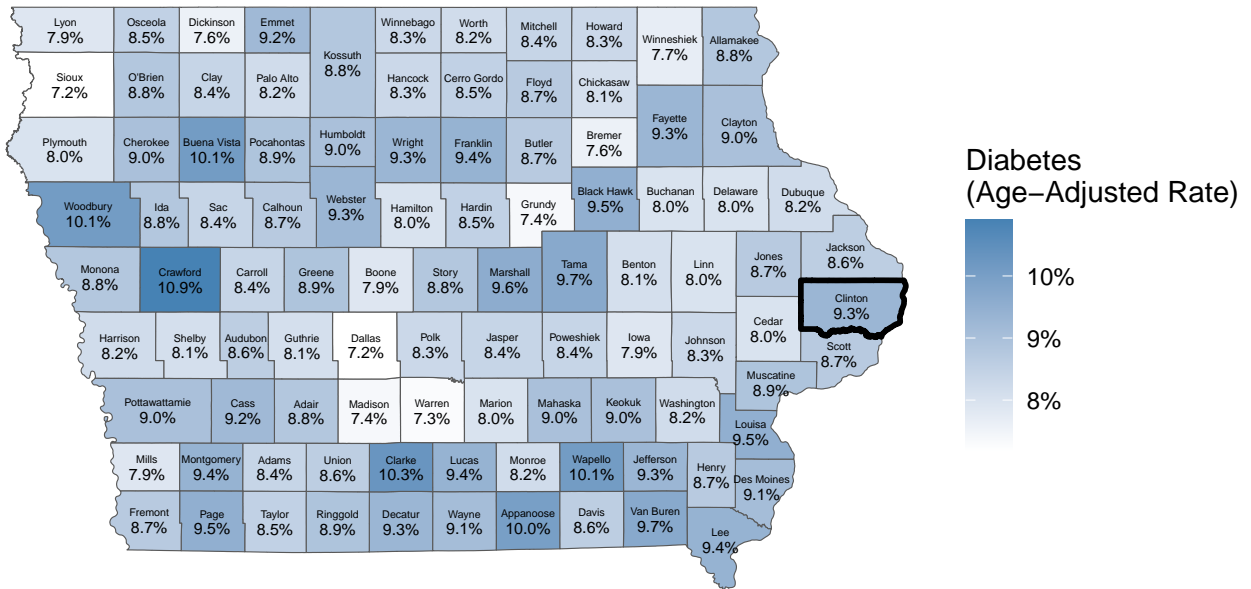 Lyon
7.9%
Osceola
8.5%
Dickinson
7.6%
Emmet
9.2%
Kossuth
8.8%
Winnebago
8.3%
Worth
8.2%
Mitchell
8.4%
Howard
8.3%
Winneshiek
7.7%
Allamakee
8.8%
Sioux
7.2%
O'Brien
8.8%
Clay
8.4%
Palo Alto
8.2%
Hancock
8.3%
Cerro Gordo
8.5%
Floyd
8.7%
Chickasaw
8.1%
Fayette
9.3%
Clayton
9.0%
Plymouth
8.0%
Cherokee
9.0%
Buena Vista
10.1%
Pocahontas
8.9%
Humboldt
9.0%
Wright
9.3%
Franklin
9.4%
Butler
8.7%
Bremer
7.6%
Woodbury
10.1%
Ida
8.8%
Sac
8.4%
Calhoun
8.7%
Webster
9.3%
Hamilton
8.0%
Hardin
8.5%
Grundy
7.4%
Black Hawk
9.5%
Buchanan
8.0%
Delaware
8.0%
Dubuque
8.2%
Monona
8.8%
Crawford
10.9%
Carroll
8.4%
Greene
8.9%
Boone
7.9%
Story
8.8%
Marshall
9.6%
Tama
9.7%
Benton
8.1%
Linn
8.0%
Jones
8.7%
Jackson
8.6%
Clinton
9.3%
Harrison
8.2%
Shelby
8.1%
Audubon
8.6%
Guthrie
8.1%
Dallas
7.2%
Polk
8.3%
Jasper
8.4%
Poweshiek
8.4%
Iowa
7.9%
Johnson
8.3%
Cedar
8.0%
Scott
8.7%
Muscatine
8.9%
Pottawattamie
9.0%
Cass
9.2%
Adair
8.8%
Madison
7.4%
Warren
7.3%
Marion
8.0%
Mahaska
9.0%
Keokuk
9.0%
Washington
8.2%
Louisa
9.5%
Mills
7.9%
Montgomery
9.4%
Adams
8.4%
Union
8.6%
Clarke
10.3%
Lucas
9.4%
Monroe
8.2%
Wapello
10.1%
Jefferson
9.3%
Henry
8.7%
Des Moines
9.1%
Fremont
8.7%
Page
9.5%
Taylor
8.5%
Ringgold
8.9%
Decatur
9.3%
Wayne
9.1%
Appanoose
10.0%
Davis
8.6%
Van Buren
9.7%
Lee
9.4%
Diabetes
(Age−Adjusted Rate)
10%
9%
8%